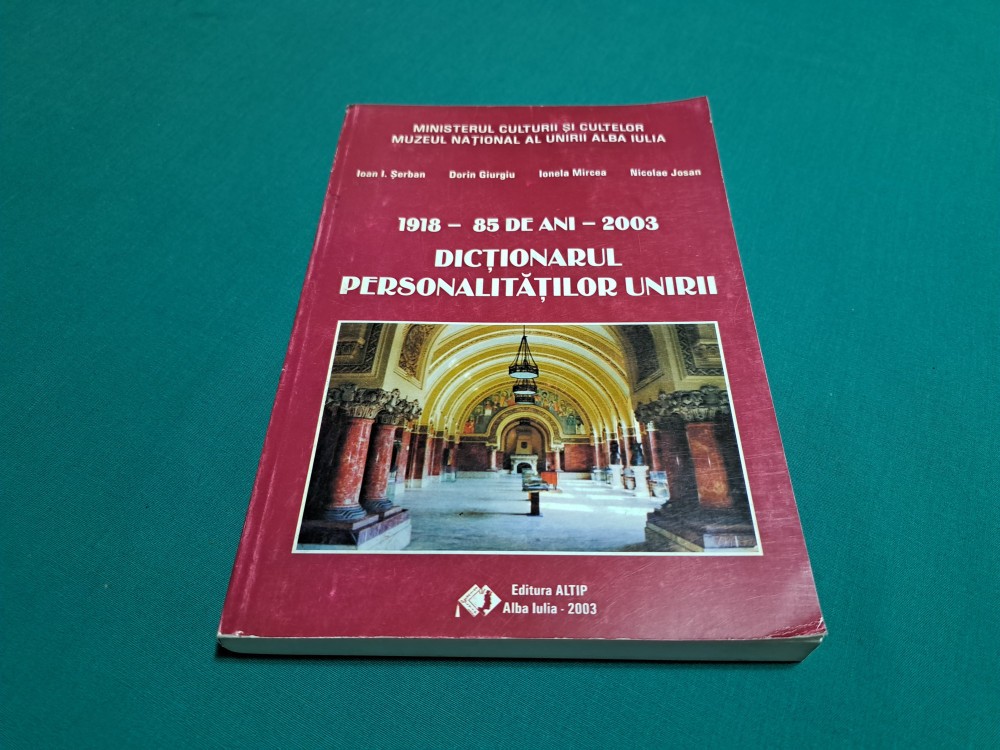 MINISTERUL CULTURII ȘI CULTELOR
MUZEUL NAȚIONAL AL UNIRII ALBA IULIA
Ioan I. Șerban Dorin Giurgiu Ionela Mircea Nicolae Josan
1918 – 85 DE ANI – 2003
DICȚIONARUL
PERSONALITĂȚILOR UNIRII
Editura ALTIP
Alba Iulia - 2003